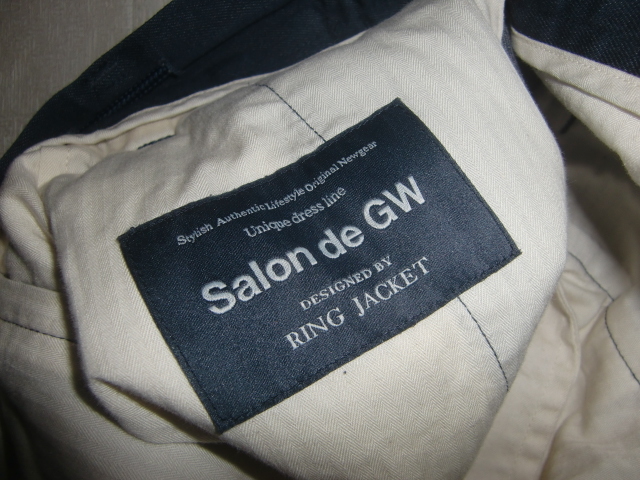 Stylish Authentic Lifestyle Original Newgear
Unique dress line
Salon de GW
DESIGNED BY
RING JACKET